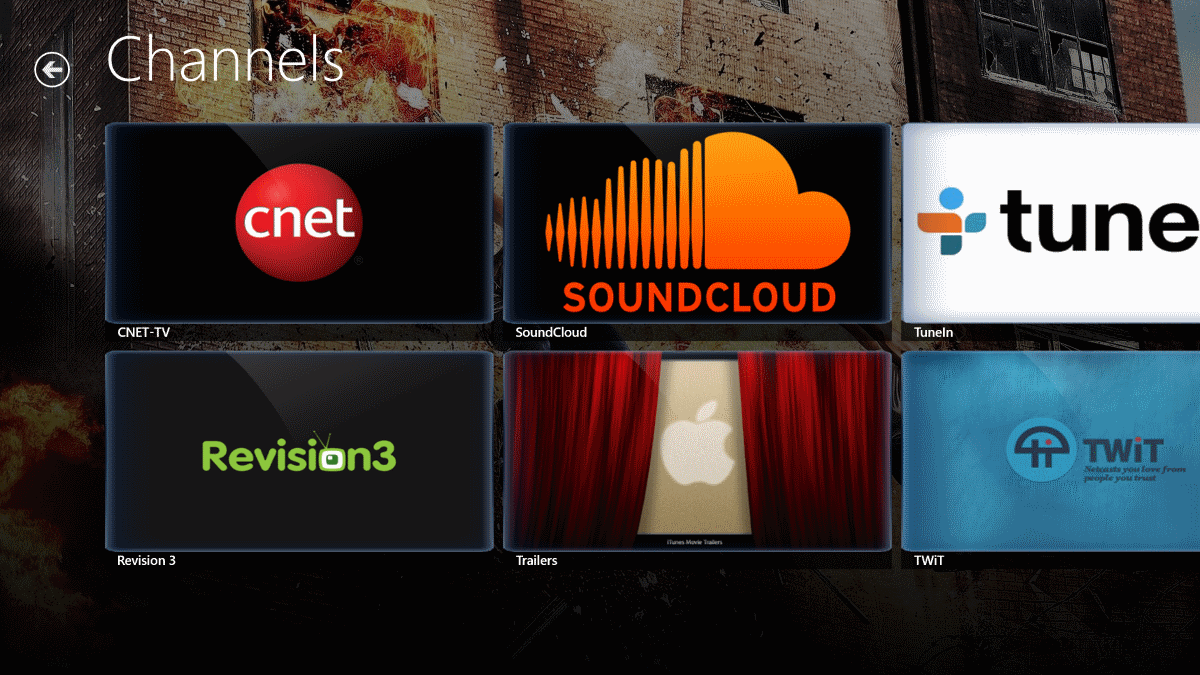 Channels
cnet
SOUNDCLOUD
tune
CNET-TV
SoundCloud
TuneIn
Revision3
iTunes Movie Trailers
TWiT
Netcasts you love from
people you trust
Revision 3
Trailers
TWiT